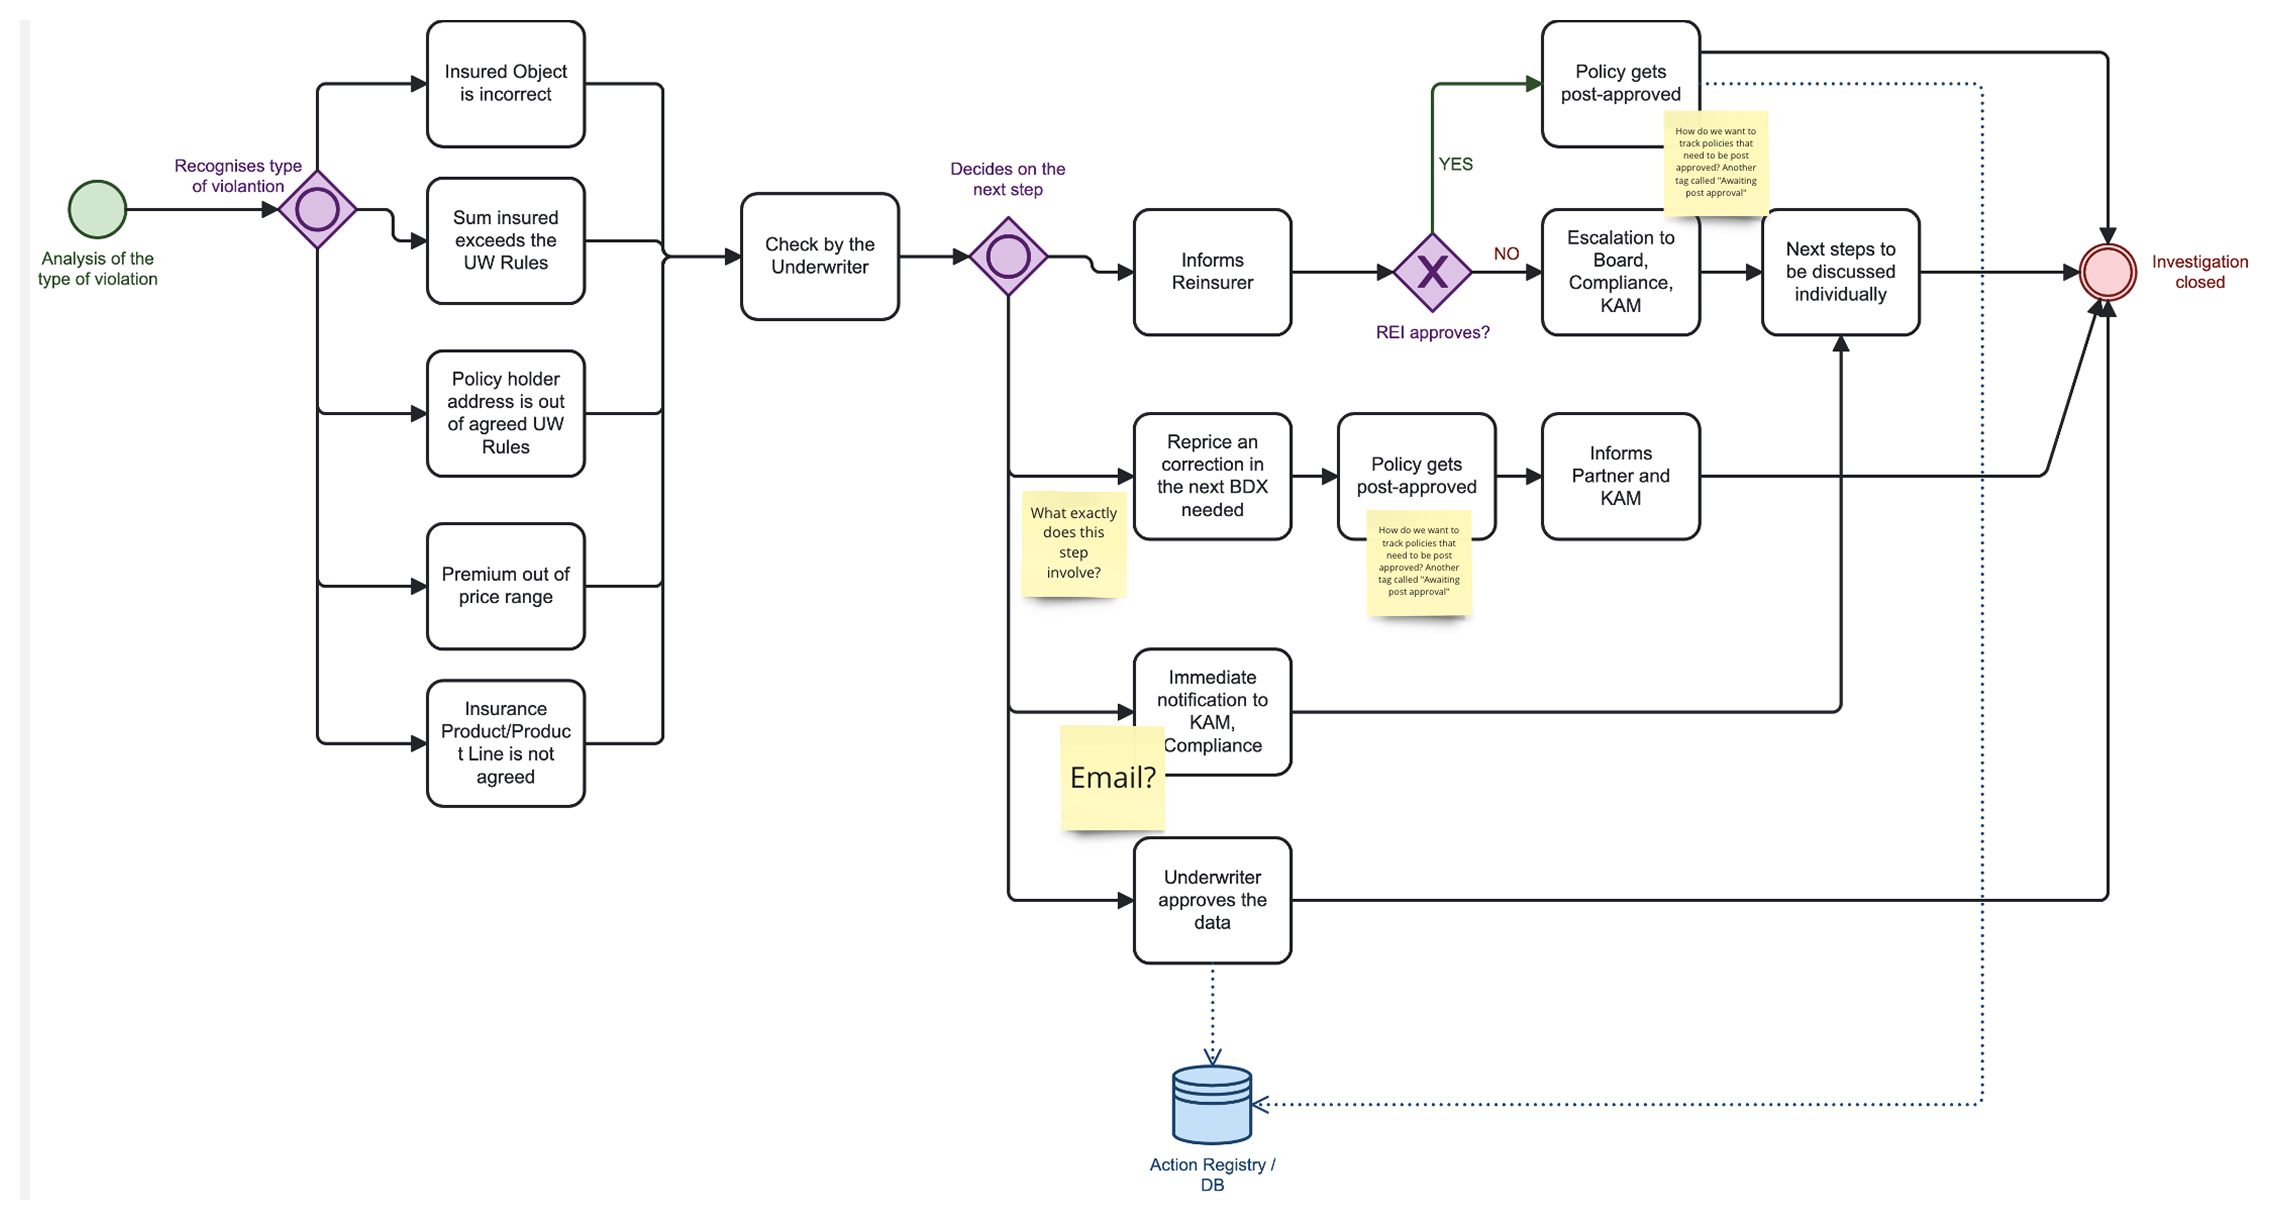 Insured Object
is incorrect
Recognises type
of violantion
Analysis of the
type of violation
Sum insured
exceeds the
UW Rules
Policy holder
address is out
of agreed UW
Rules
Premium out of
price range
Insurance
Product/Produc
t Line is not
agreed
Check by the
Underwriter
Decides on the
next step
Informs
Reinsurer
X
REI approves?
YES
NO
Policy gets
post-approved
How do we want to
track policies that
need to be post
approved? Another
tag called "Awaiting
post approval"
Escalation to
Board,
Compliance,
KAM
Next steps to
be discussed
individually
Investigation
closed
Reprice an
correction in
the next BDX
needed
What exactly
does this
step
involve?
Policy gets
post-approved
How do we want to
track policies that
need to be post
approved? Another
tag called "Awaiting
post approval"
Informs
Partner and
KAM
Immediate
notification to
KAM,
Compliance
Email?
Underwriter
approves the
data
Action Registry /
DB